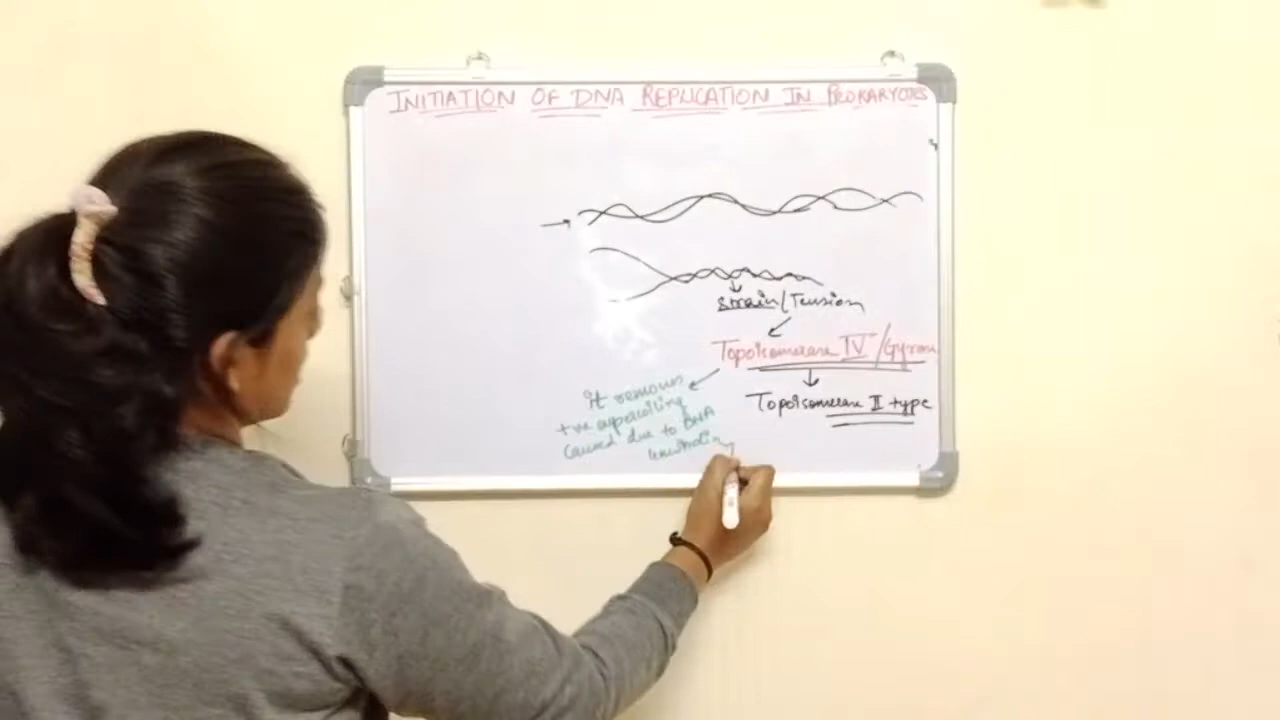 INITIATION OF DNA REPLICATION IN PROKARYOTES
strain/Tension
Topoisomerase IV/Gyrase
Topoisomerase II type
It removes
+ve supercoiling
caused due to DNA
unwinding